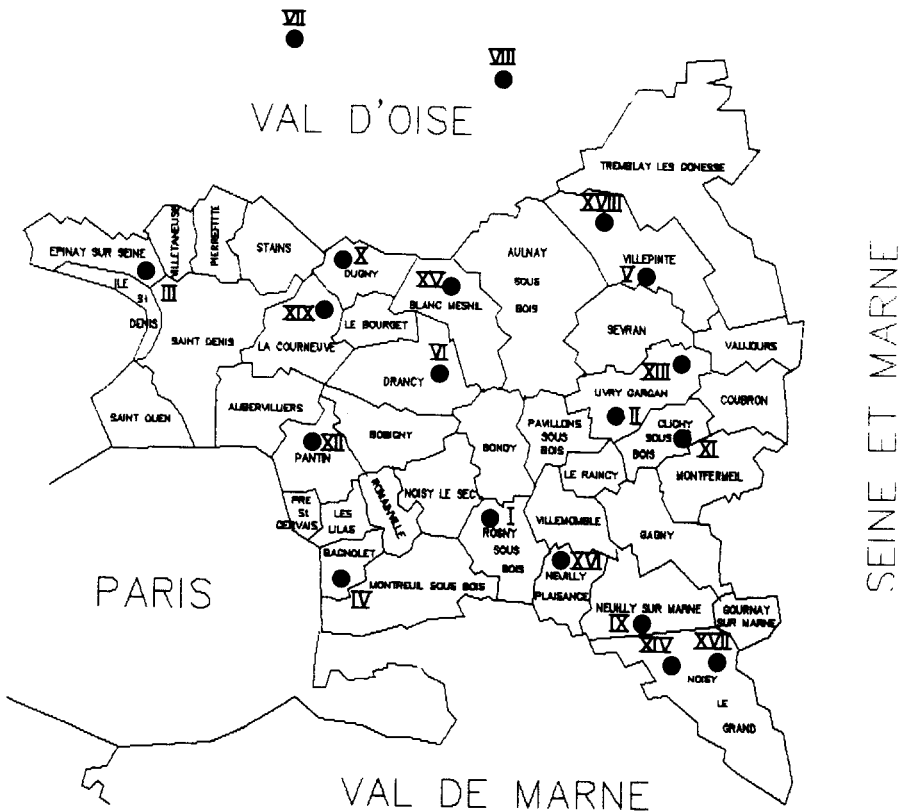 VII
VIII
VAL D'OISE
TREMBLAY LES GONESSE
XVIII
VILLETANEUSE
PIERREFITTE
STAINS
EPINAY SUR SEINE
X
DUGNY
AULNAY
SOUS
BOIS
VILLEPINTE
V
XV
BLANC MESNIL
ILE
St
DENIS
III
XIX
LE BOURGET
SAINT DENIS
LA COURNEUVE
SEVRAN
VAUJOURS
VI
DRANCY
XIII
LIVRY GARGAN
COUBRON
SAINT OUEN
AUBERVILLIERS
II
XII
PANTIN
BOBIGNY
BONDY
PAVILLONS
SOUS
BOIS
CLICHY
SOUS
BOIS
XI
MONTFERMEIL
LE RAINCY
NOISY LE SEC
ROMAINVILLE
PRE
St
GERVAIS
LES
LILAS
I
ROSNY
SOUS
BOIS
VILLEMOMBLE
GAGNY
BAGNOLET
XVI
NEUILLY
PLAISANCE
MONTREUIL SOUS BOIS
IV
PARIS
NEUILLY SUR MARNE
GOURNAY
SUR MARNE
IX
XIV
XVII
NOISY
LE
GRAND
VAL DE MARNE
SEINE ET MARNE